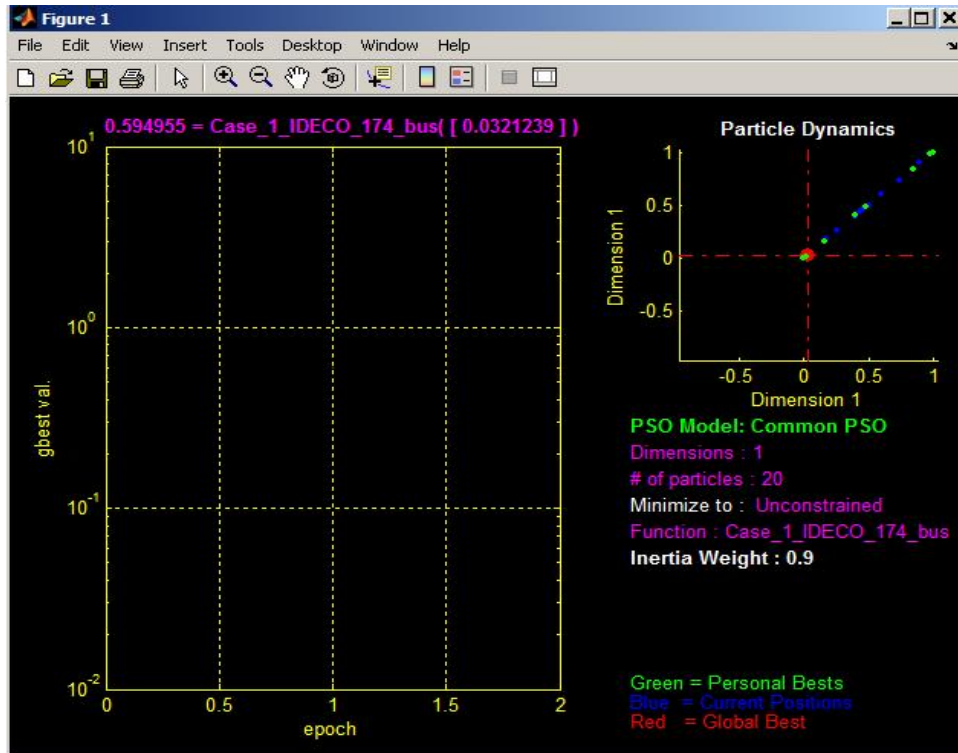 Figure 1
File Edit View Insert Tools Desktop Window Help
0.594955 = Case_1_IDECO_174_bus( [ 0.0321239 ] )
10^1
10^0
10^-1
10^-2
gbest val.
0 0.5 1 1.5 2
epoch
Particle Dynamics
1
0.5
0
-0.5
Dimension 1
-0.5 0 0.5 1
Dimension 1
PSO Model: Common PSO
Dimensions : 1
# of particles : 20
Minimize to : Unconstrained
Function : Case_1_IDECO_174_bus
Inertia Weight : 0.9
Green = Personal Bests
Blue = Current Positions
Red = Global Best